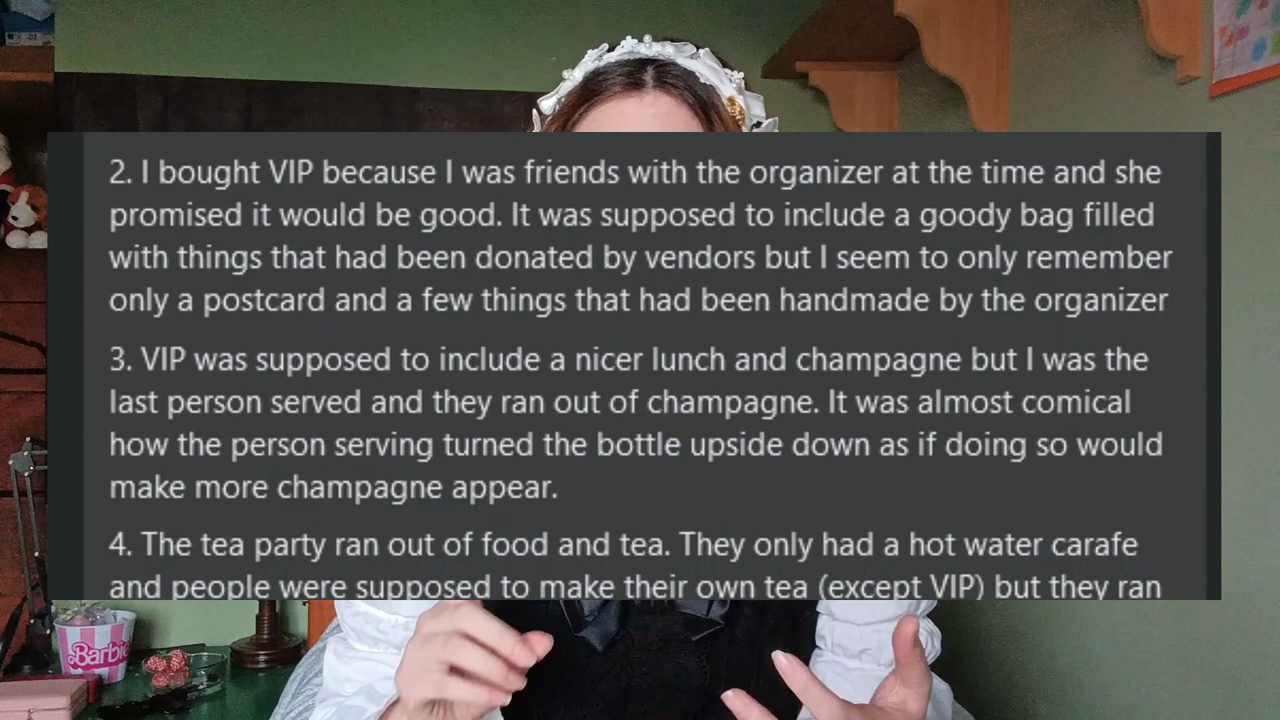 2. I bought VIP because I was friends with the organizer at the time and she
promised it would be good. It was supposed to include a goody bag filled
with things that had been donated by vendors but I seem to only remember
only a postcard and a few things that had been handmade by the organizer
3. VIP was supposed to include a nicer lunch and champagne but I was the
last person served and they ran out of champagne. It was almost comical
how the person serving turned the bottle upside down as if doing so would
make more champagne appear.
4. The tea party ran out of food and tea. They only had a hot water carafe
and people were supposed to make their own tea (except VIP) but they ran
Barbie